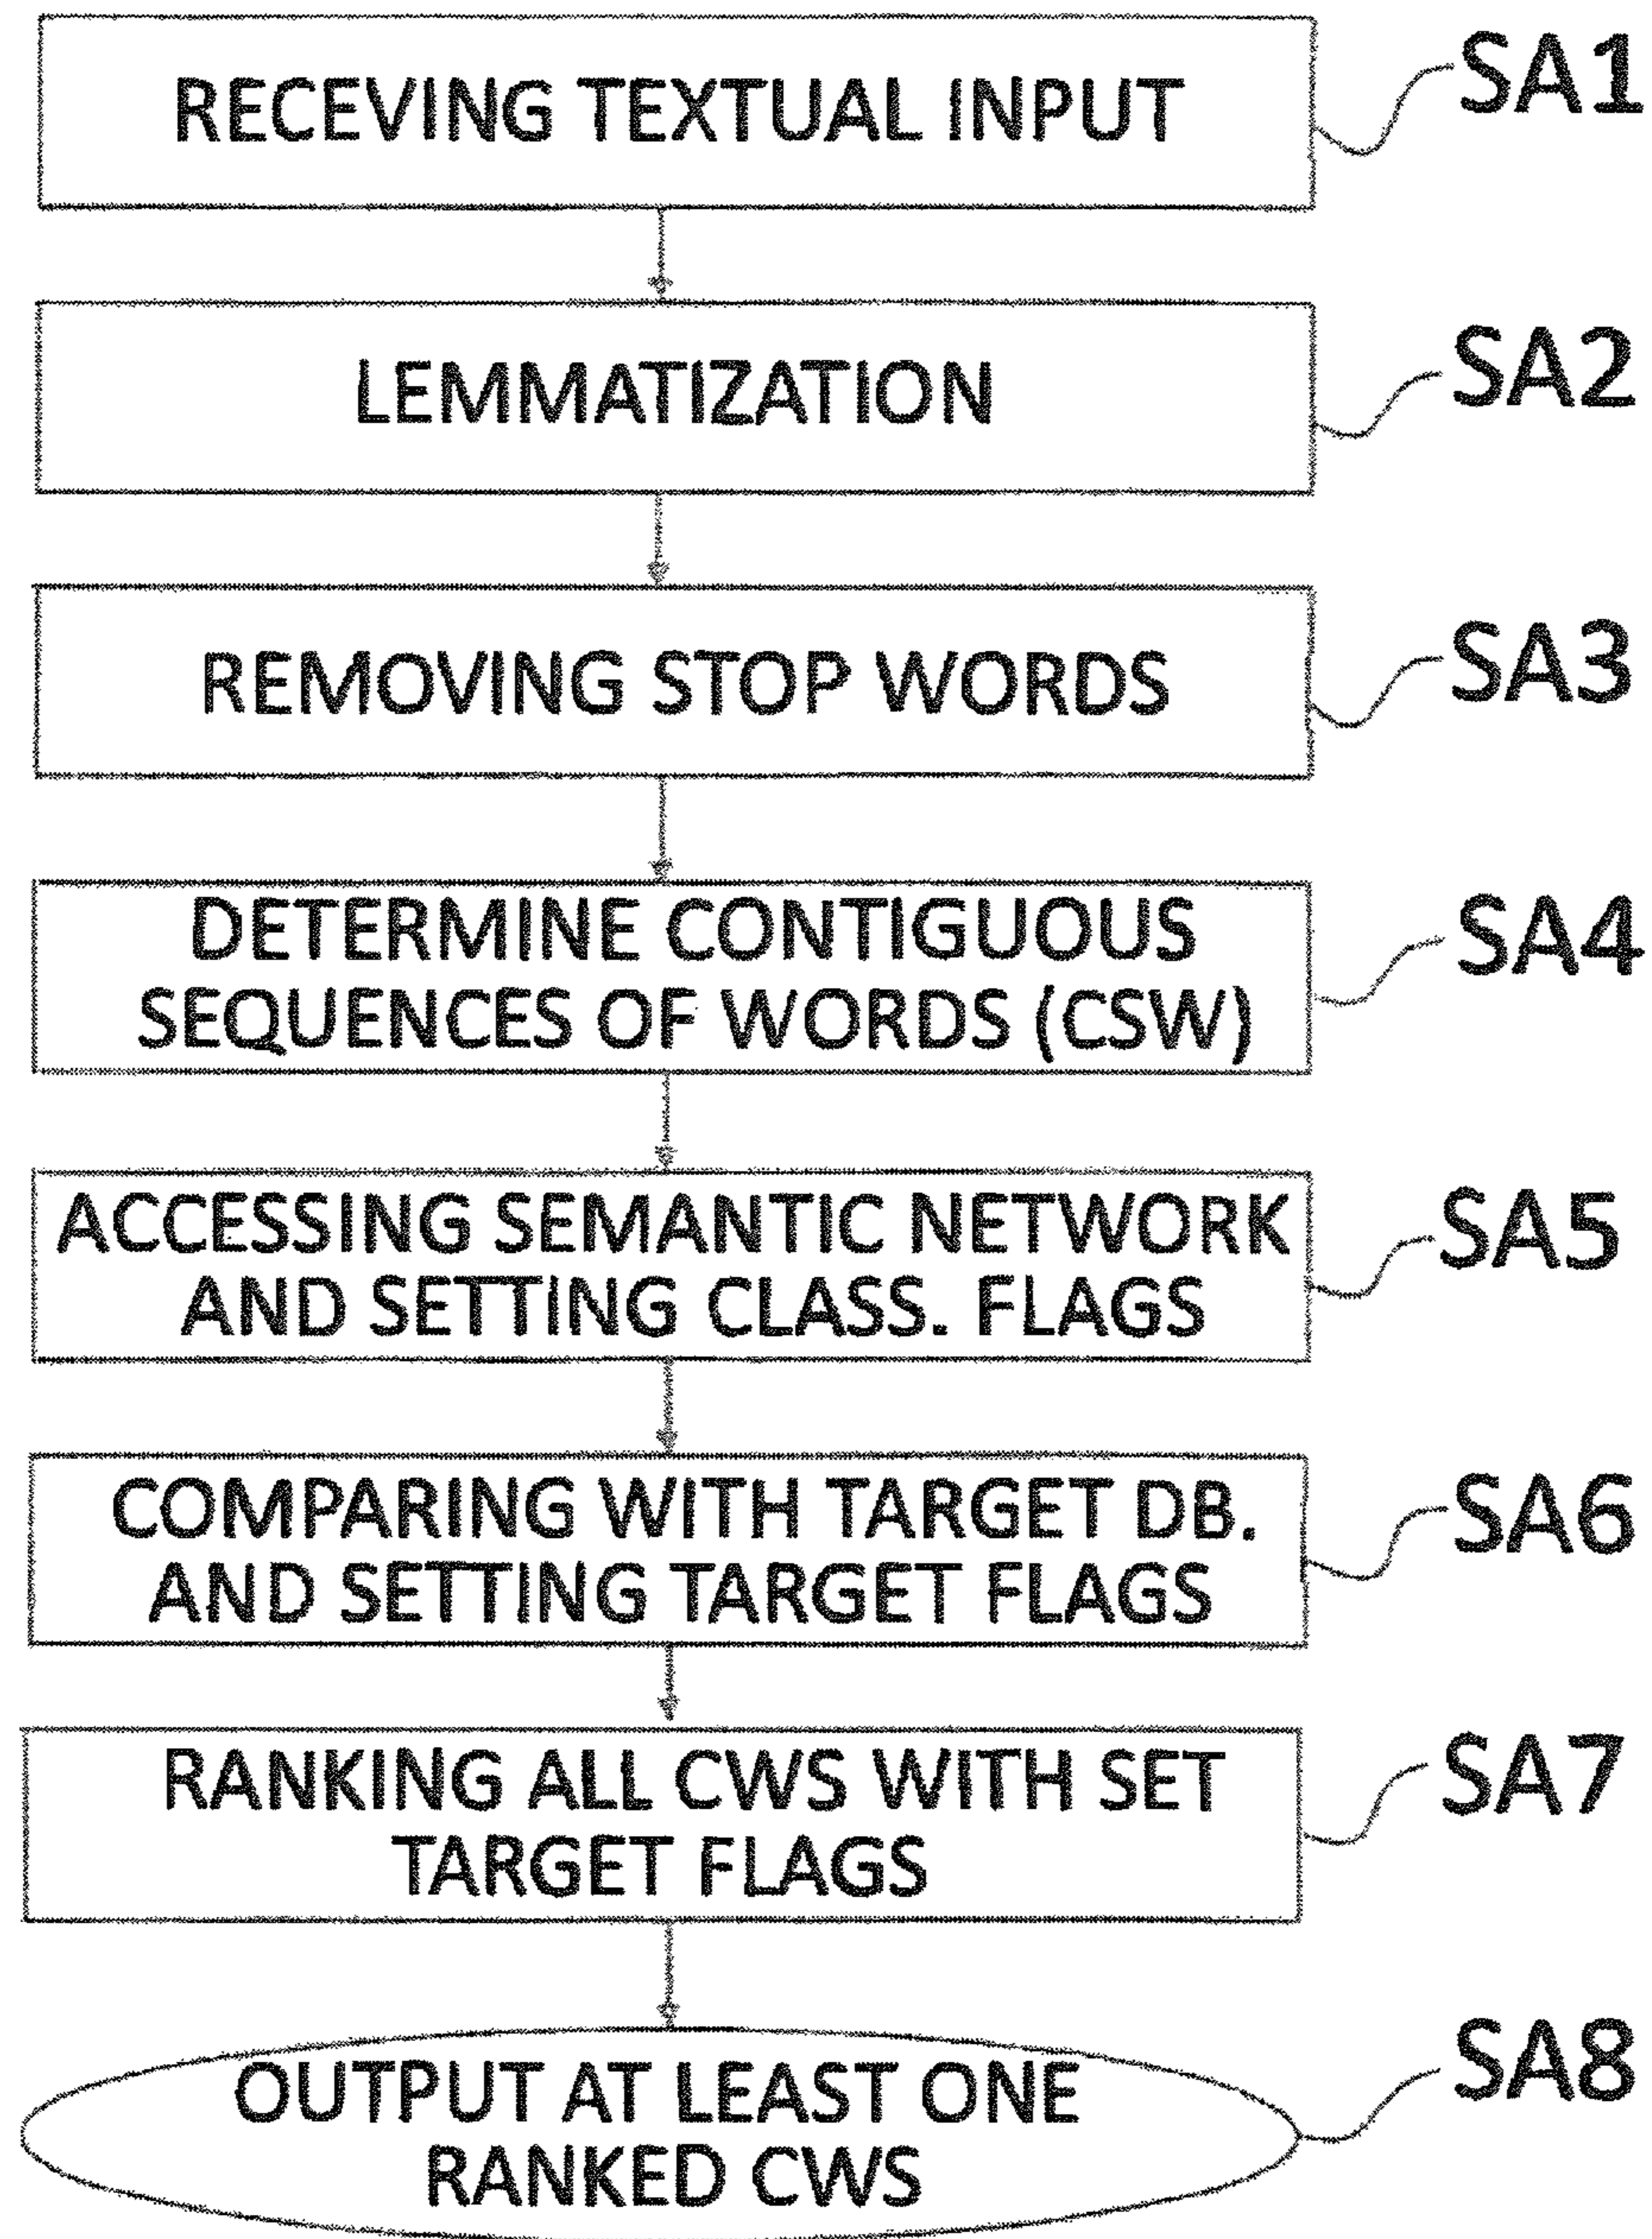 RECEVING TEXTUAL INPUT
SA1
LEMMATIZATION
SA2
REMOVING STOP WORDS
SA3
DETERMINE CONTIGUOUS
SEQUENCES OF WORDS (CSW)
SA4
ACCESSING SEMANTIC NETWORK
AND SETTING CLASS. FLAGS
SA5
COMPARING WITH TARGET DB.
AND SETTING TARGET FLAGS
SA6
RANKING ALL CWS WITH SET
TARGET FLAGS
SA7
OUTPUT AT LEAST ONE
RANKED CWS
SA8